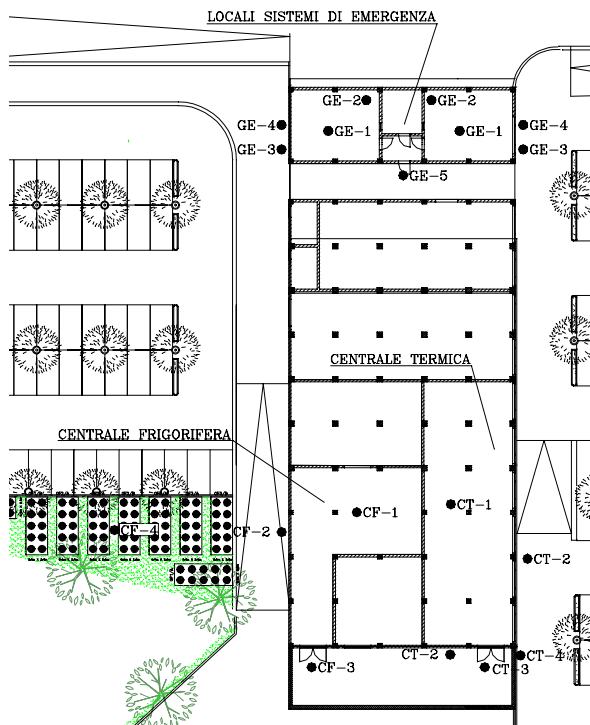 LOCALI SISTEMI DI EMERGENZA
GE-2 GE-2
GE-4 GE-1 GE-1 GE-4
GE-3 GE-3
GE-5
CENTRALE TERMICA
CENTRALE FRIGORIFERA
CT-1
CF-1
CF-4 CF-2
CT-2
CT-2 CT-4
CF-3 CT-3